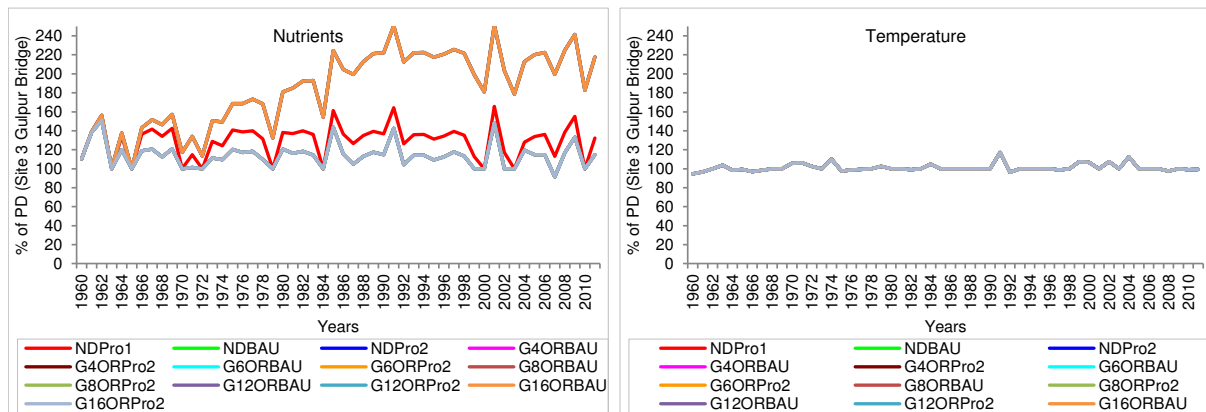 Nutrients
% of PD (Site 3 Gulpur Bridge)
240
220
200
180
160
140
120
100
80
60
40
20
0
1960 1962 1964 1966 1968 1970 1972 1974 1976 1978 1980 1982 1984 1986 1988 1990 1992 1994 1996 1998 2000 2002 2004 2006 2008 2010
Years
NDPro1 NDBAU NDPro2 G4ORBAU
G4ORPro2 G6ORBAU G6ORPro2 G8ORBAU
G8ORPro2 G12ORBAU G12ORPro2 G16ORBAU
G16ORPro2
Temperature
% of PD (Site 3 Gulpur Bridge)
240
220
200
180
160
140
120
100
80
60
40
20
0
1960 1962 1964 1966 1968 1970 1972 1974 1976 1978 1980 1982 1984 1986 1988 1990 1992 1994 1996 1998 2000 2002 2004 2006 2008 2010
Years
NDPro1 NDBAU NDPro2
G4ORBAU G4ORPro2 G6ORBAU
G6ORPro2 G8ORBAU G8ORPro2
G12ORBAU G12ORPro2 G16ORBAU